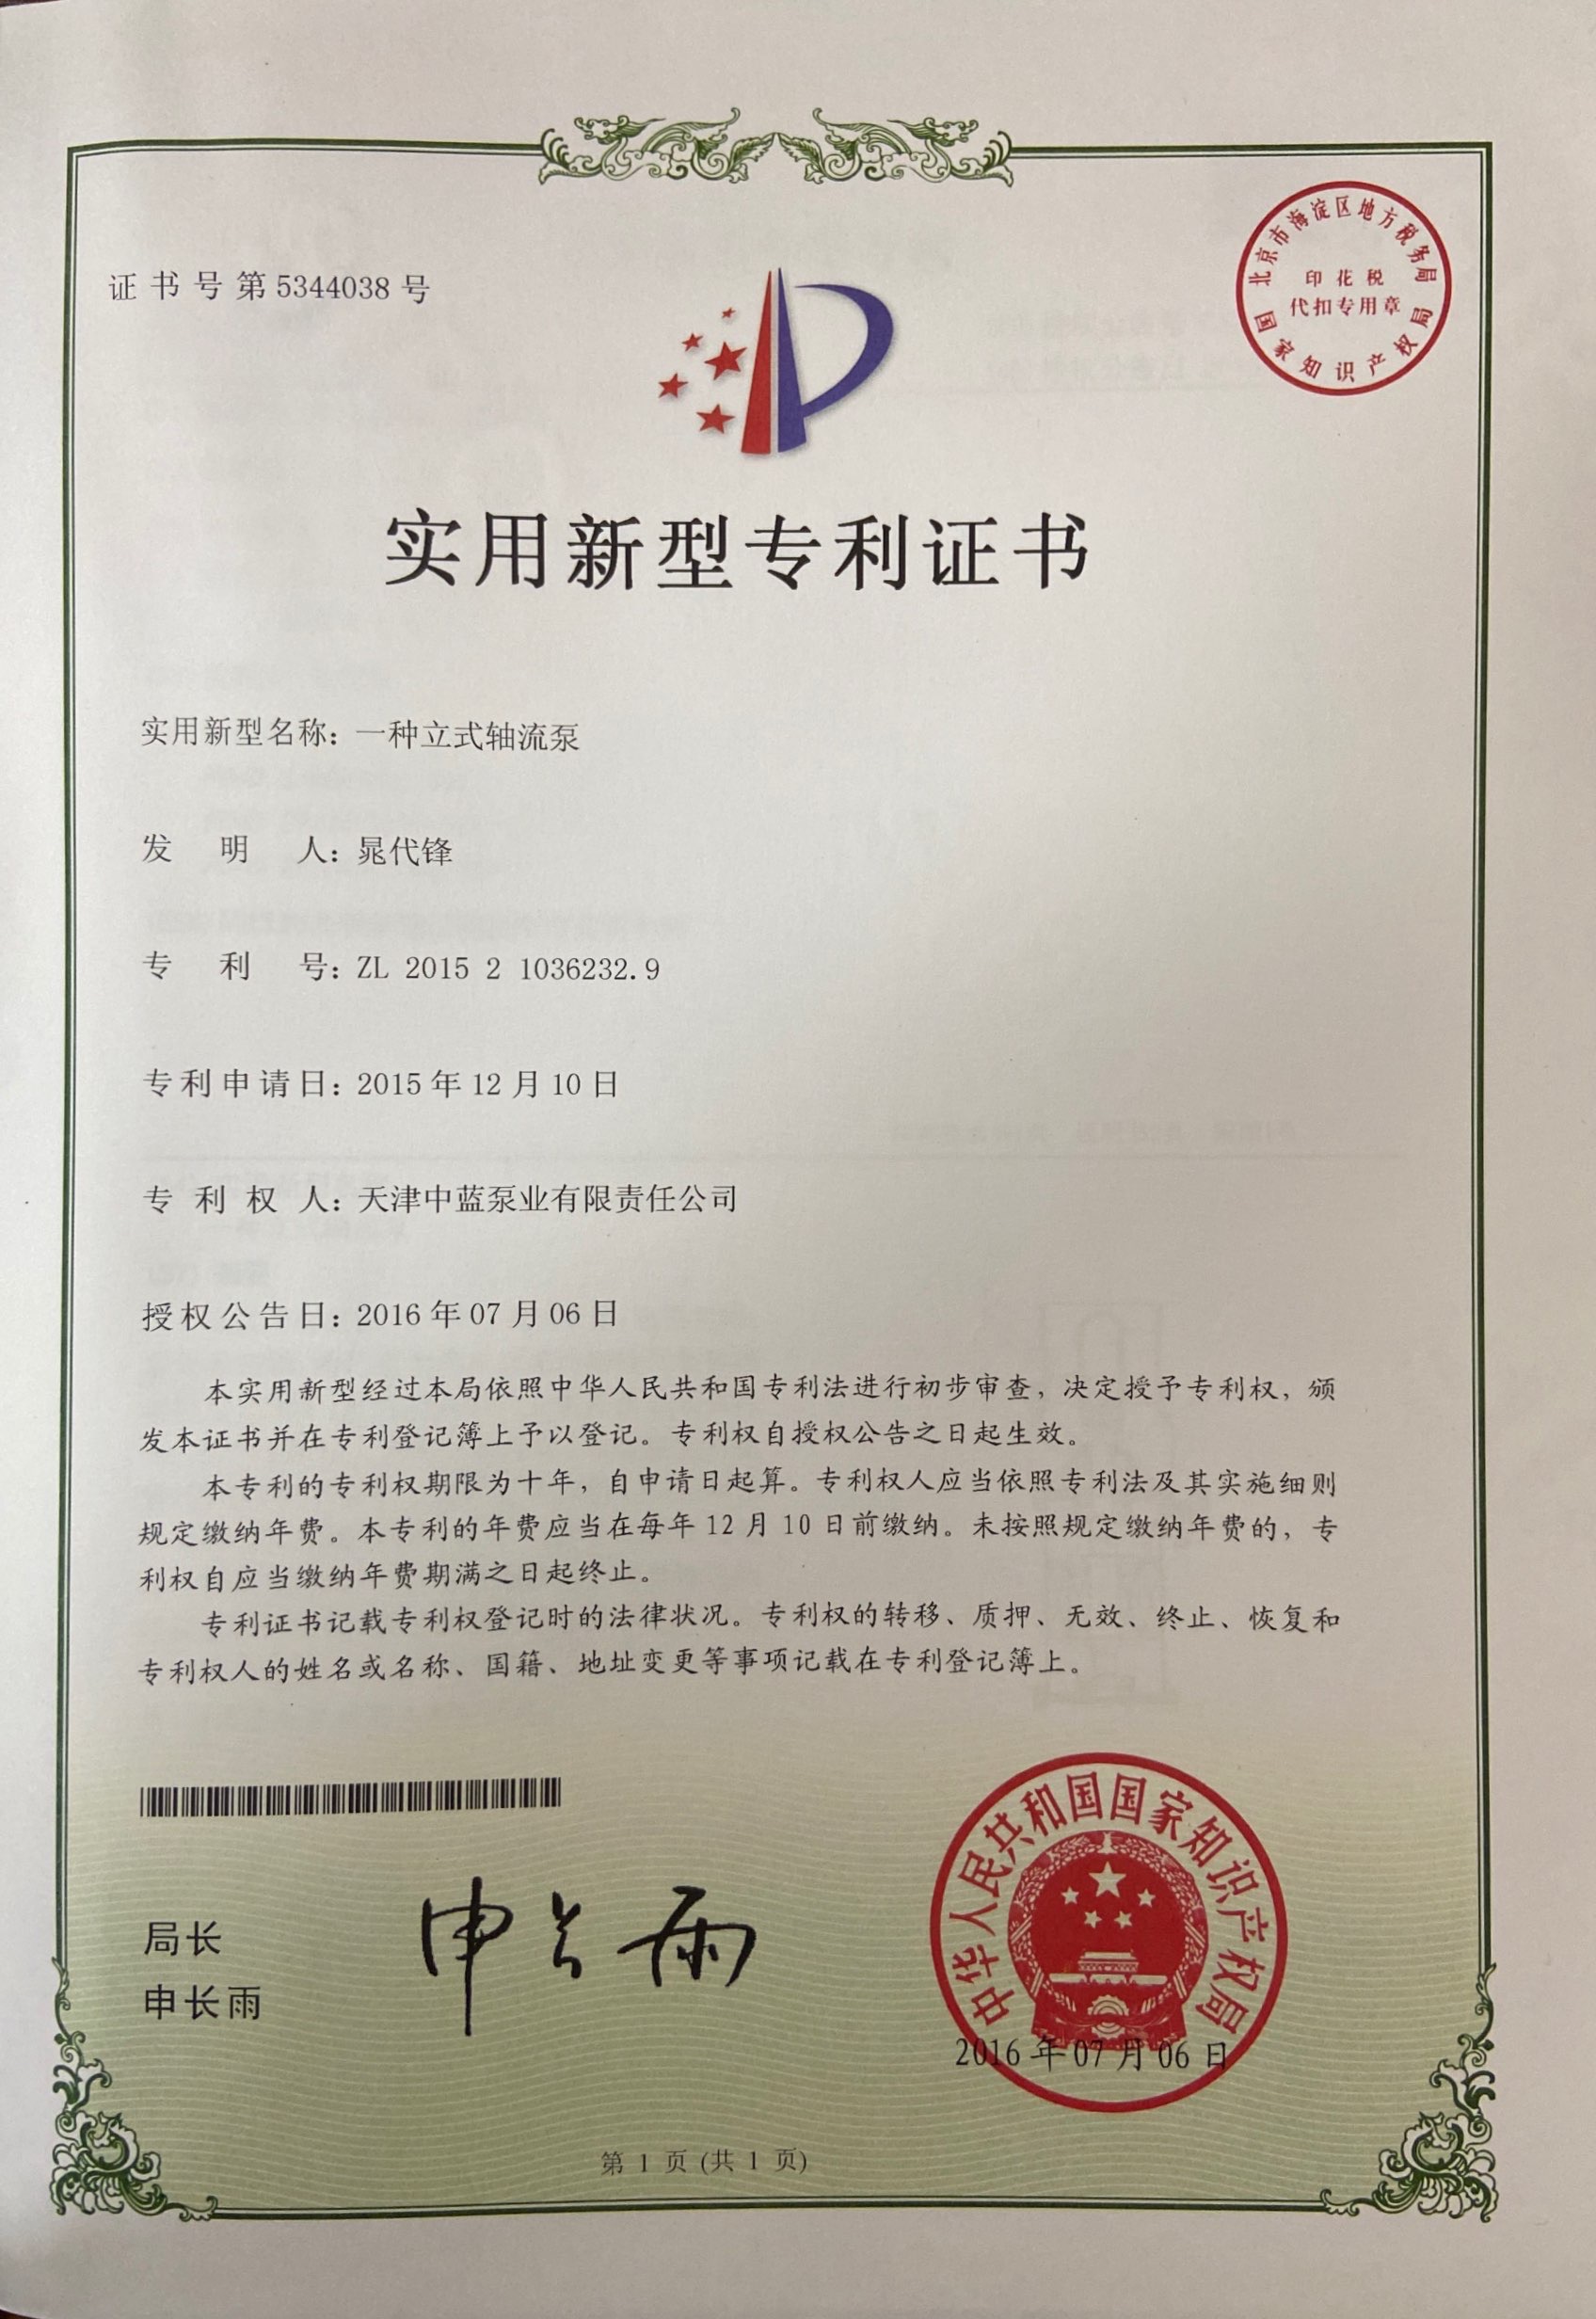 证书号第5344038号
北京市海淀区地方税务局
印花税
代扣专用章
国家知识产权局
实用新型专利证书
实用新型名称：一种立式轴流泵
发明人：晁代锋
专利号：ZL 2015 2 1036232.9
专利申请日：2015年12月10日
专利权人：天津中蓝泵业有限责任公司
授权公告日：2016年07月06日
本实用新型经过本局依照中华人民共和国专利法进行初步审查，决定授予专利权，颁
发本证书并在专利登记簿上予以登记。专利权自授权公告之日起生效。
本专利的专利权期限为十年，自申请日起算。专利权人应当依照专利法及其实施细则
规定缴纳年费。本专利的年费应当在每年12月10日前缴纳。未按照规定缴纳年费的，专
利权自应当缴纳年费期满之日起终止。
专利证书记载专利权登记时的法律状况。专利权的转移、质押、无效、终止、恢复和
专利权人的姓名或名称、国籍、地址变更等事项记载在专利登记簿上。
局长
申长雨
申长雨
中华人民共和国国家知识产权局
2016年07月06日
第1页(共1页)